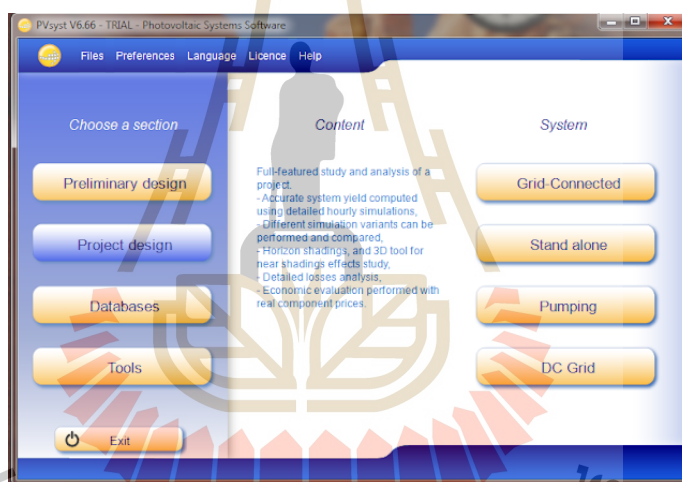 PVsyst V6.66 - TRIAL - Photovoltaic Systems Software
Files Preferences Language Licence Help
Choose a section
Preliminary design
Project design
Databases
Tools
Exit
Content
Full-featured study and analysis of a
project.
- Accurate system yield computed
using detailed hourly simulations,
- Different simulation variants can be
performed and compared,
- Horizon shadings, and 3D tool for
near shadings effects study,
- Detailed losses analysis,
- Economic evaluation performed with
real component prices.
System
Grid-Connected
Stand alone
Pumping
DC Grid